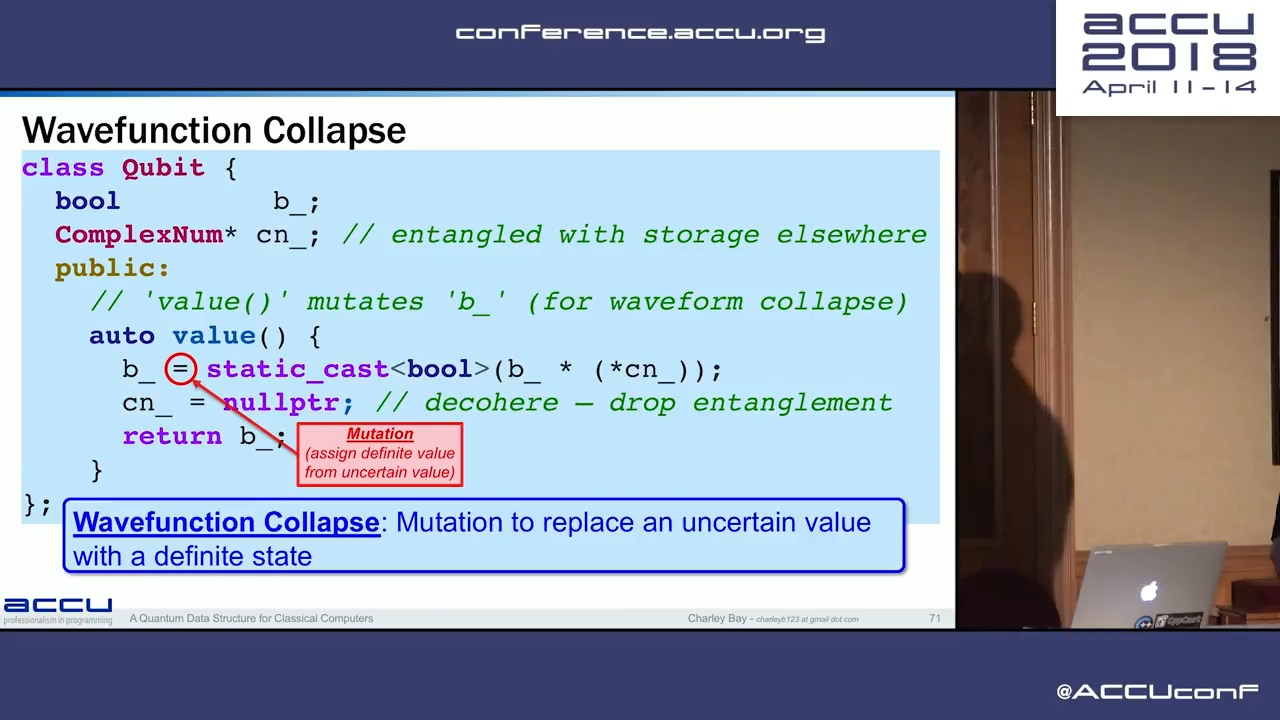 conference.accu.org
accu
2018
April 11-14
Wavefunction Collapse
class Qubit {
bool b_;
ComplexNum* cn_; // entangled with storage elsewhere
public:
// 'value()' mutates 'b_' (for waveform collapse)
auto value() {
b_ = static_cast<bool>(b_ * (*cn_));
cn_ = nullptr; // decohere – drop entanglement
return b_;
}
};
Mutation
(assign definite value
from uncertain value)
Wavefunction Collapse: Mutation to replace an uncertain value
with a definite state
accu
professionalism in programming
A Quantum Data Structure for Classical Computers
Charley Bay - charleyb123 at gmail dot com
71
CppCast
@ACCUconf